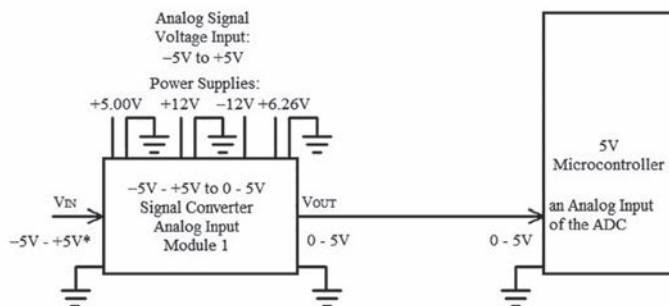 Analog Signal
Voltage Input:
–5V to +5V
Power Supplies:
+5.00V +12V –12V +6.26V
–5V - +5V to 0 - 5V
Signal Converter
Analog Input
Module 1
VIN
–5V - +5V*
VOUT
0 - 5V
0 - 5V
5V
Microcontroller
an Analog Input
of the ADC